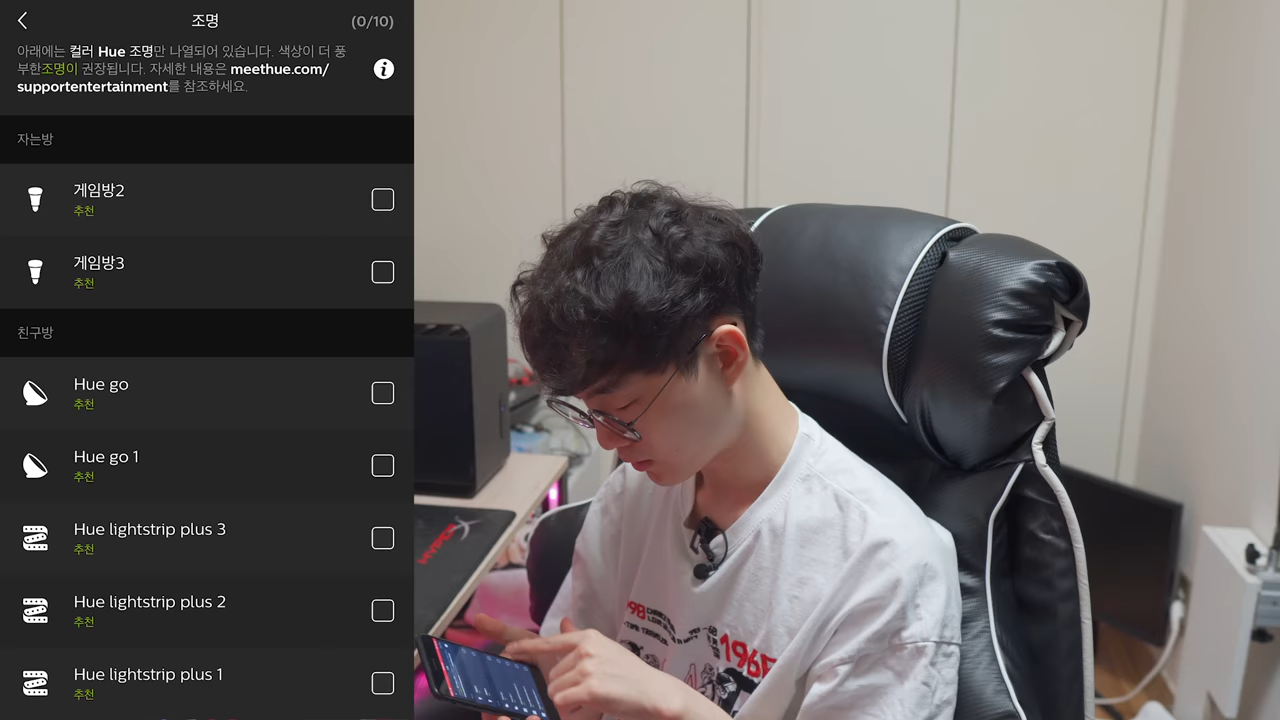 조명
(0/10)
아래에는 컬러 Hue 조명만 나열되어 있습니다. 색상이 더 풍
부한조명이 권장됩니다. 자세한 내용은 meethue.com/
supportentertainment를 참조하세요.
자는방
게임방2
추천
게임방3
추천
친구방
Hue go
추천
Hue go 1
추천
Hue lightstrip plus 3
추천
Hue lightstrip plus 2
추천
Hue lightstrip plus 1
추천
HYPERX
1967